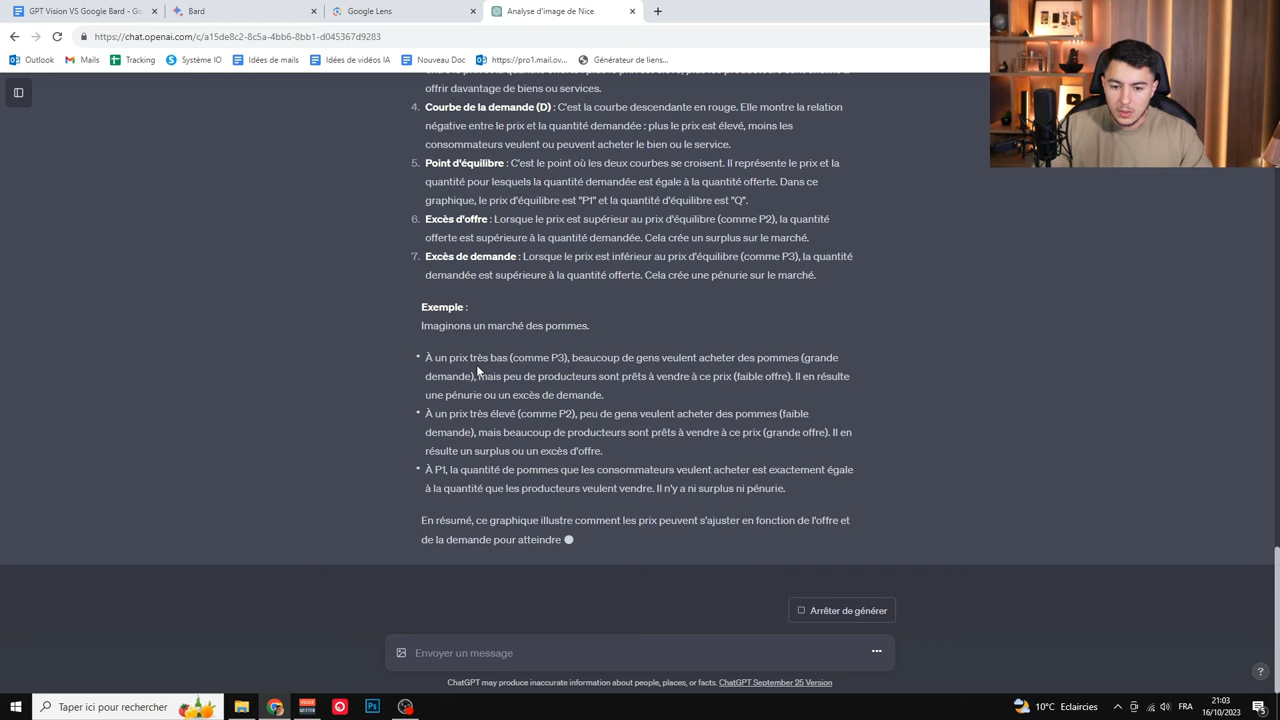 GPT Vision VS Google Bard - Go
Bard
Google Lens
Analyse d'image de Nice
https://chat.openai.com/c/a15de8c2-8c5a-4bb6-8bb1-d045367d9283
Outlook
Mails
Tracking
Système IO
Idées de mails
Idées de vidéos IA
Nouveau Doc
https://pro1.mail.ov...
Générateur de liens...
offrir davantage de biens ou services.
4. Courbe de la demande (D) : C'est la courbe descendante en rouge. Elle montre la relation
négative entre le prix et la quantité demandée : plus le prix est élevé, moins les
consommateurs veulent ou peuvent acheter le bien ou le service.
5. Point d'équilibre : C'est le point où les deux courbes se croisent. Il représente le prix et la
quantité pour lesquels la quantité demandée est égale à la quantité offerte. Dans ce
graphique, le prix d'équilibre est "P1" et la quantité d'équilibre est "Q".
6. Excès d'offre : Lorsque le prix est supérieur au prix d'équilibre (comme P2), la quantité
offerte est supérieure à la quantité demandée. Cela crée un surplus sur le marché.
7. Excès de demande : Lorsque le prix est inférieur au prix d'équilibre (comme P3), la quantité
demandée est supérieure à la quantité offerte. Cela crée une pénurie sur le marché.
Exemple :
Imaginons un marché des pommes.
• À un prix très bas (comme P3), beaucoup de gens veulent acheter des pommes (grande
demande), mais peu de producteurs sont prêts à vendre à ce prix (faible offre). Il en résulte
une pénurie ou un excès de demande.
• À un prix très élevé (comme P2), peu de gens veulent acheter des pommes (faible
demande), mais beaucoup de producteurs sont prêts à vendre à ce prix (grande offre). Il en
résulte un surplus ou un excès d'offre.
• À P1, la quantité de pommes que les consommateurs veulent acheter est exactement égale
à la quantité que les producteurs veulent vendre. Il n'y a ni surplus ni pénurie.
En résumé, ce graphique illustre comment les prix peuvent s'ajuster en fonction de l'offre et
de la demande pour atteindre
Arrêter de générer
Envoyer un message
ChatGPT may produce inaccurate information about people, places, or facts. ChatGPT September 25 Version
?
Taper ici pour rechercher
10°C Eclaircies
FRA
21:03
16/10/2023